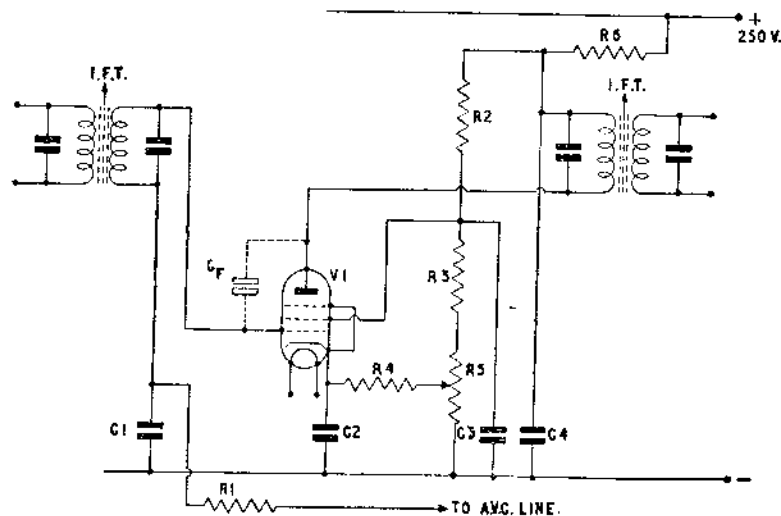 +
250 V.
R6
I.F.T.
I.F.T.
R2
CF
V1
R3
R4
R5
C1
C2
C3
C4
−
R1
TO A.V.C. LINE.